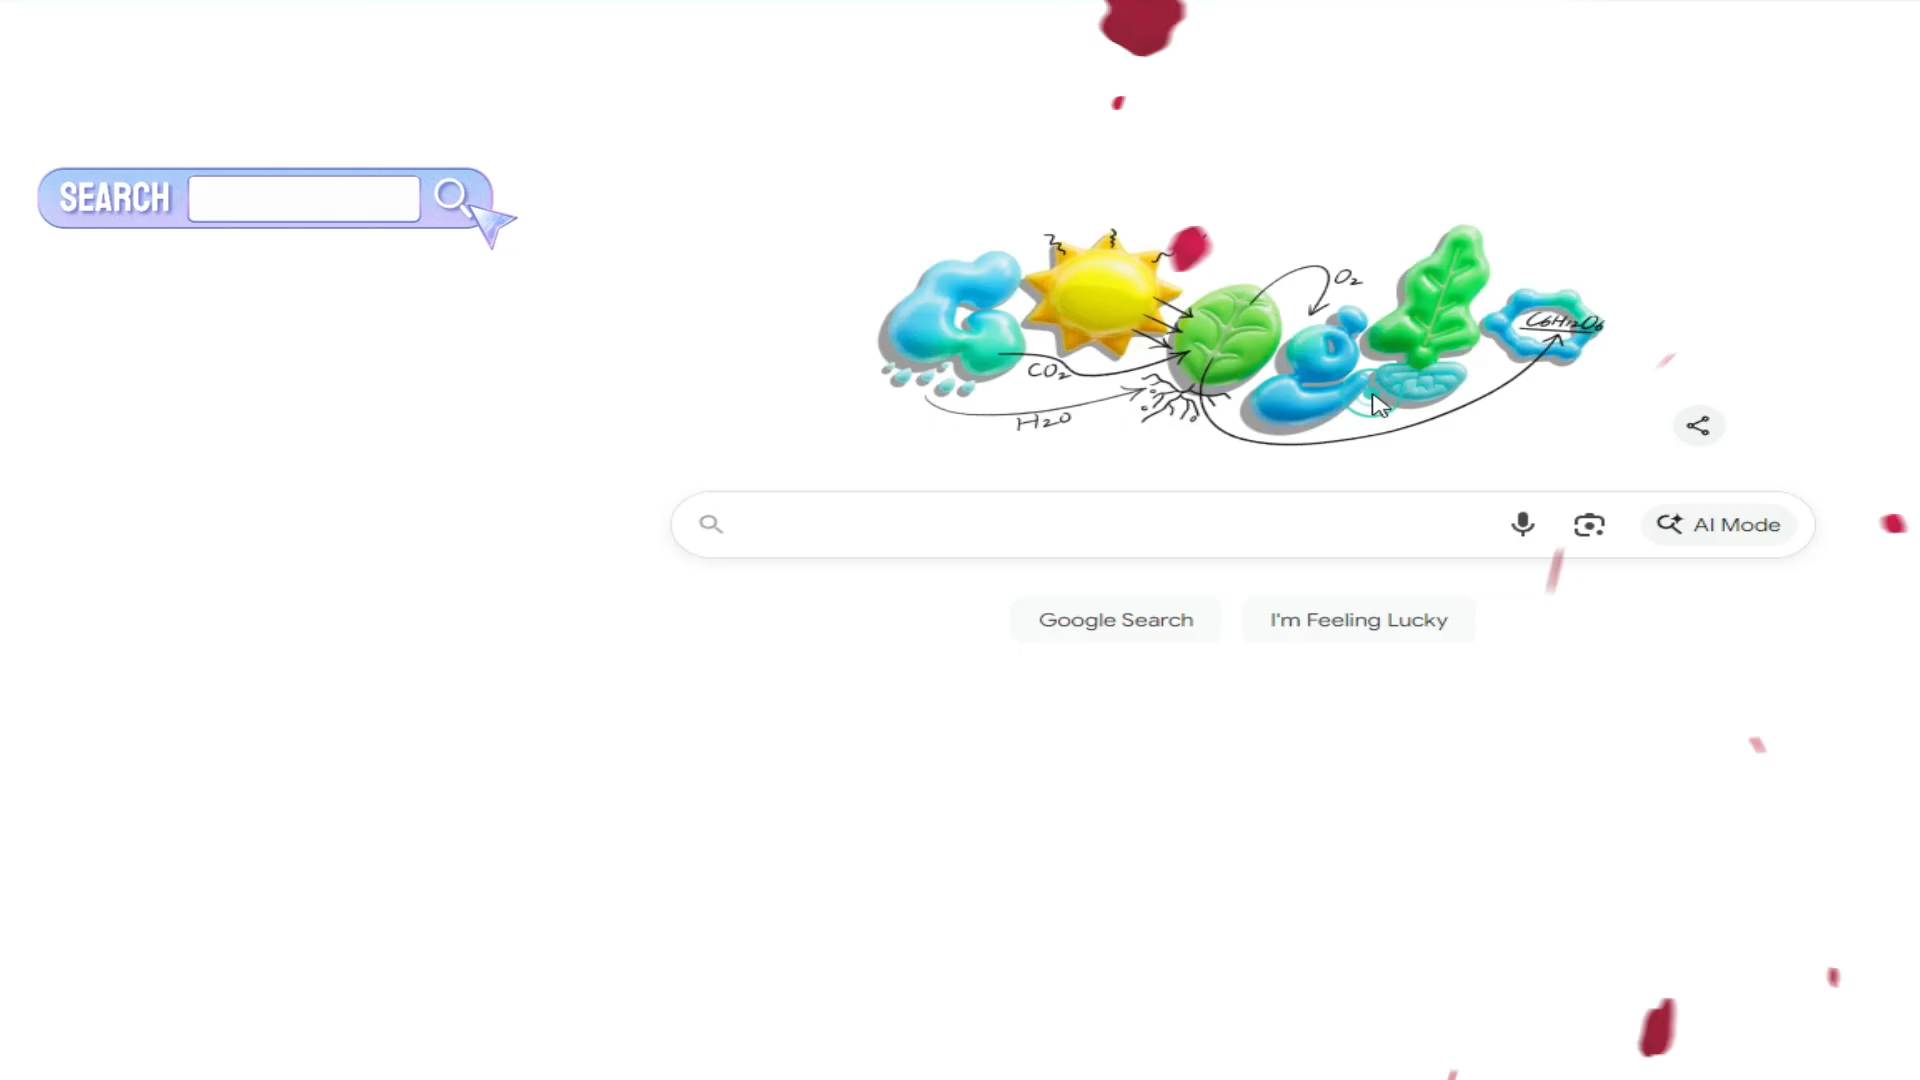 SEARCH
O₂
C₆H₁₂O₆
CO₂
H₂O
AI Mode
Google Search
I'm Feeling Lucky